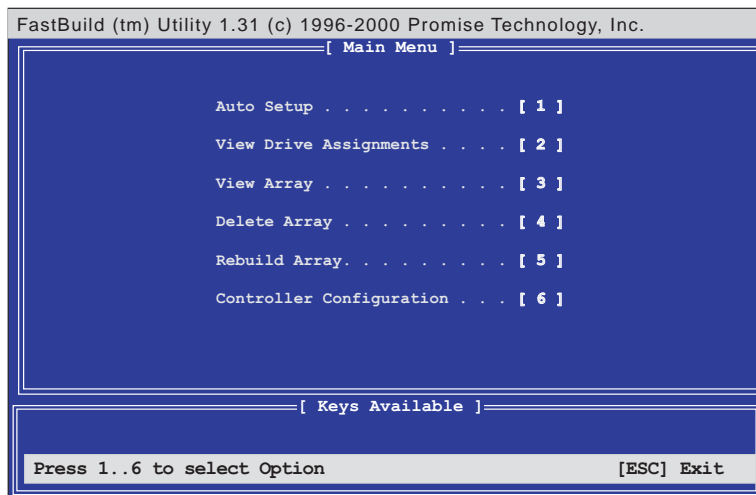 FastBuild (tm) Utility 1.31 (c) 1996-2000 Promise Technology, Inc.
[ Main Menu ]
Auto Setup . . . . . . . . . . [ 1 ]
View Drive Assignments . . . . [ 2 ]
View Array . . . . . . . . . . [ 3 ]
Delete Array . . . . . . . . . [ 4 ]
Rebuild Array. . . . . . . . . [ 5 ]
Controller Configuration . . . [ 6 ]
[ Keys Available ]
Press 1..6 to select Option [ESC] Exit